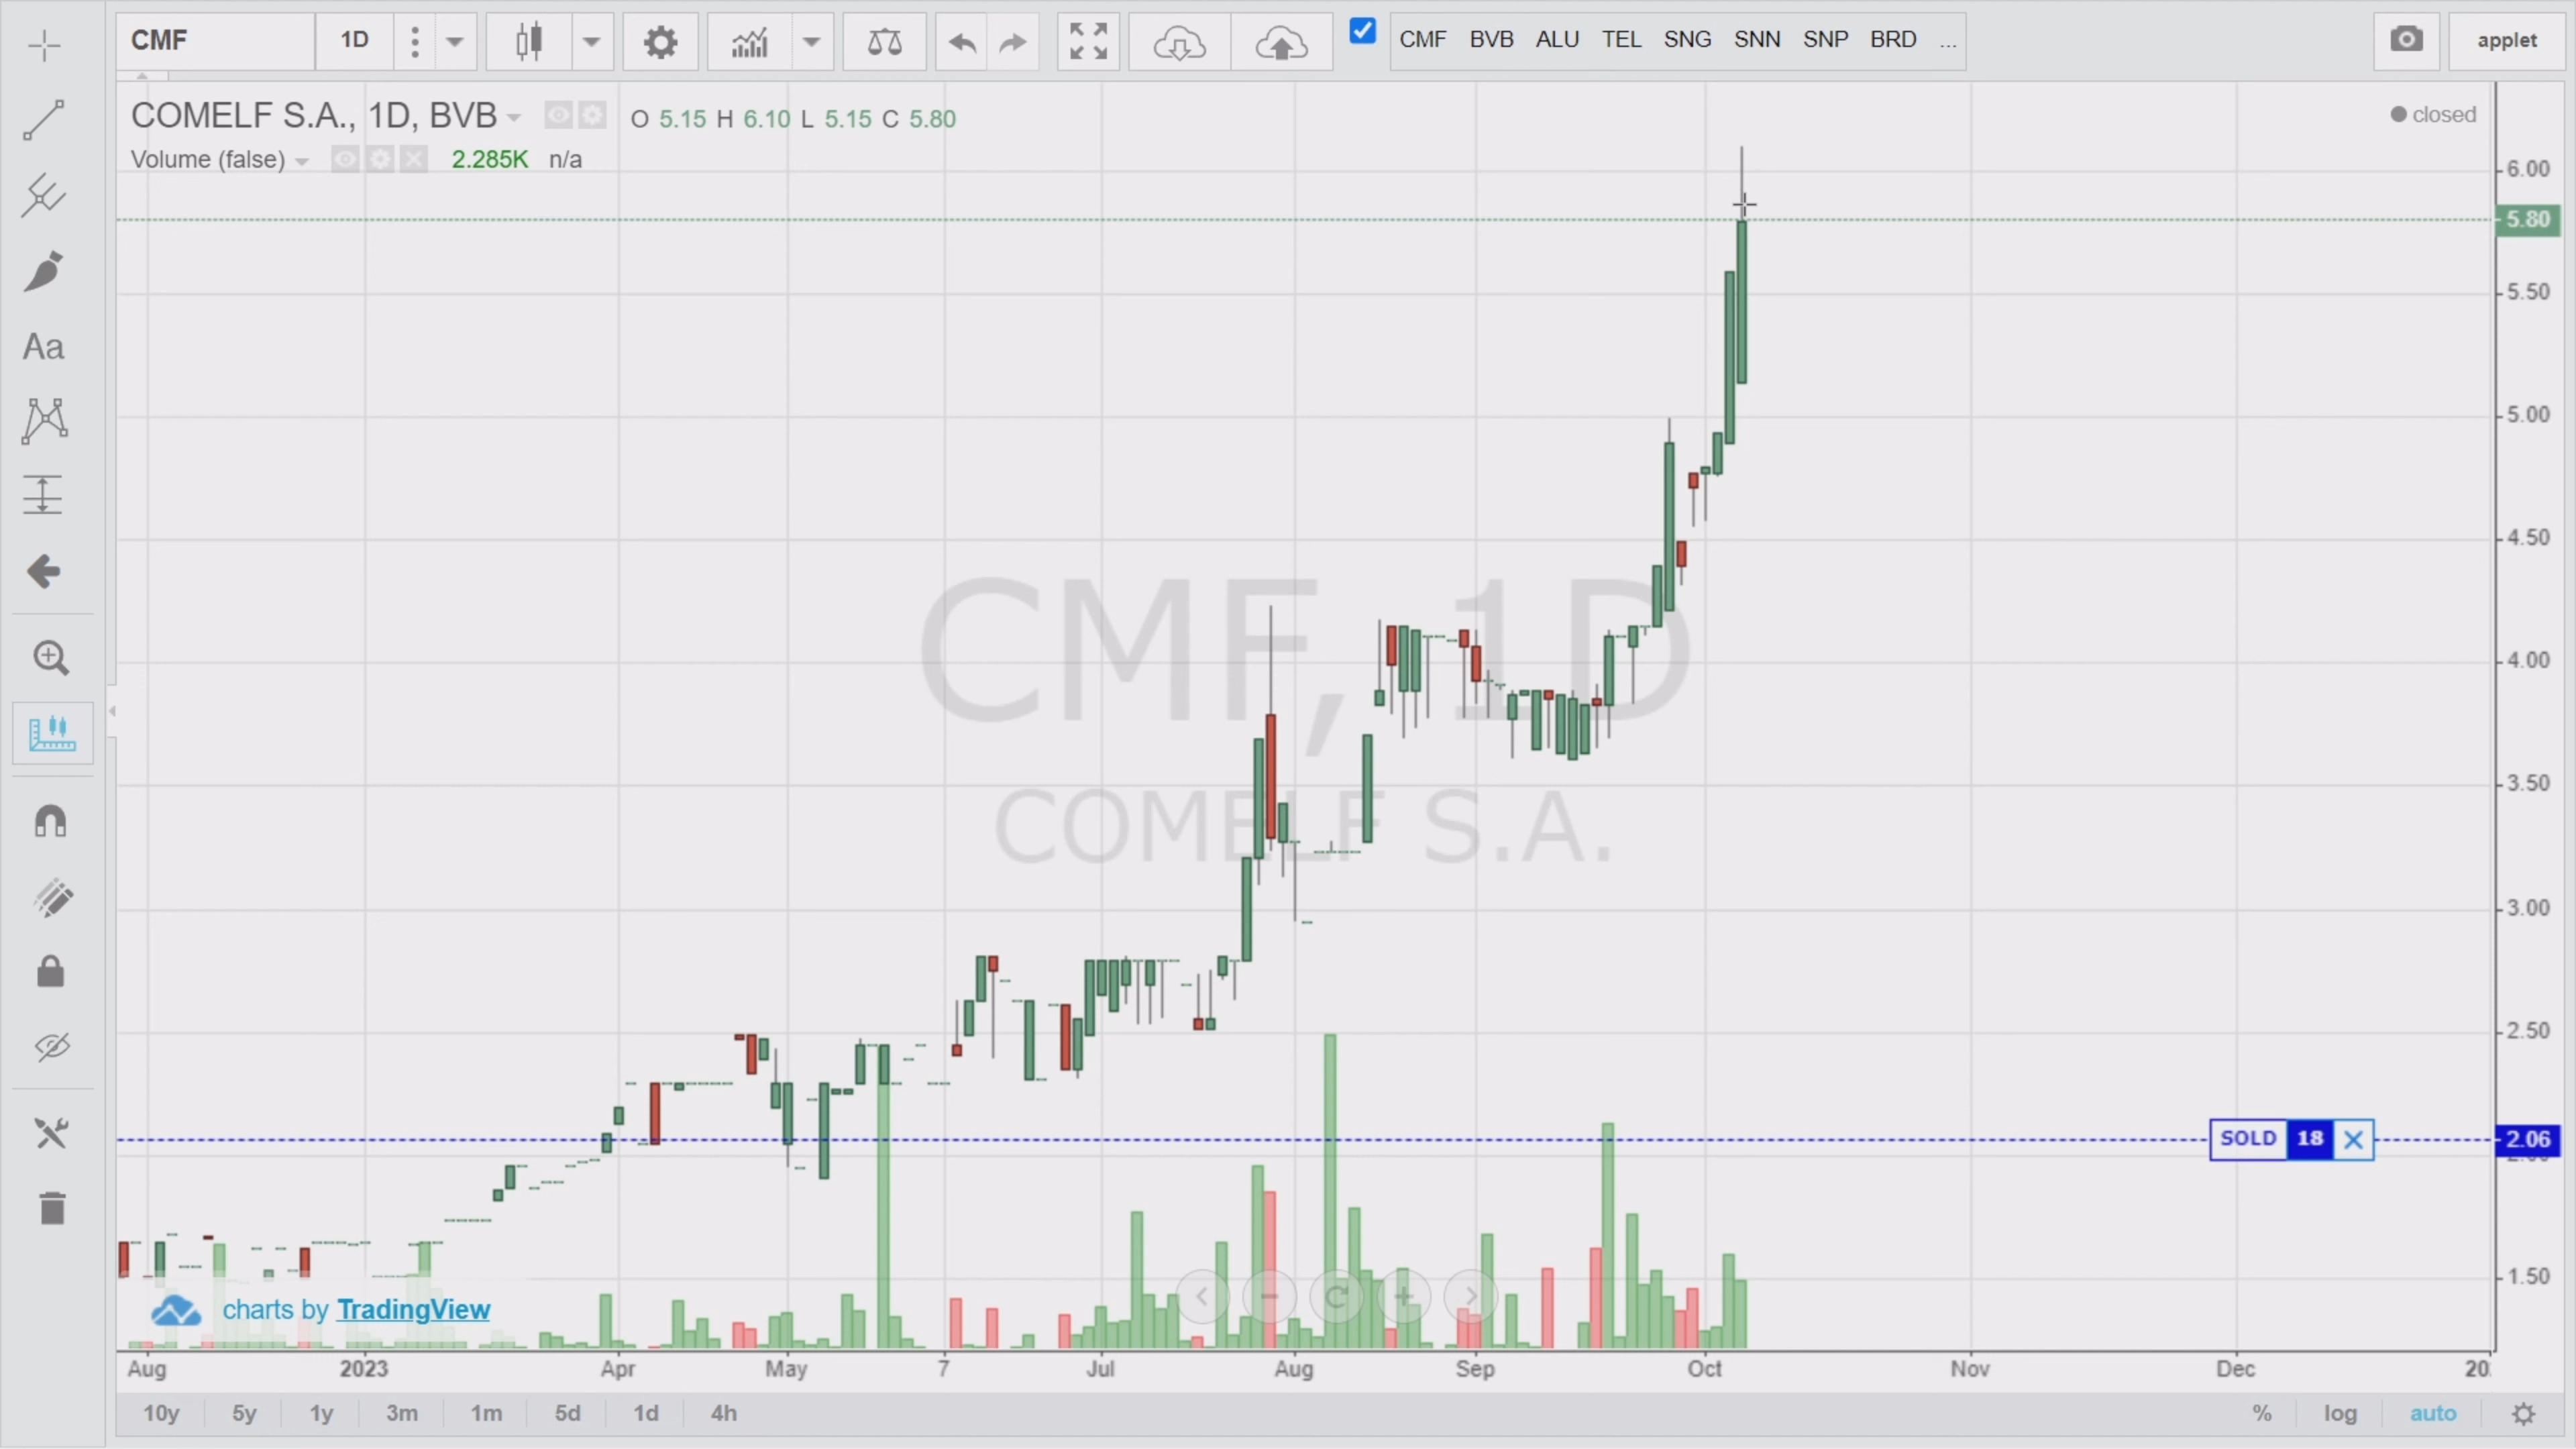 CMF 1D CMF BVB ALU TEL SNG SNN SNP BRD ... applet
COMELF S.A., 1D, BVB O 5.15 H 6.10 L 5.15 C 5.80
closed
Volume (false) 2.285K n/a
6.00
5.80
5.50
5.00
Aa
4.50
CMF, 1D
4.00
3.50
COMELF S.A.
3.00
2.50
SOLD 18 2.06
1.50
charts by TradingView
Aug 2023 Apr May 7 Jul Aug Sep Oct Nov Dec 20
10y 5y 1y 3m 1m 5d 1d 4h % log auto